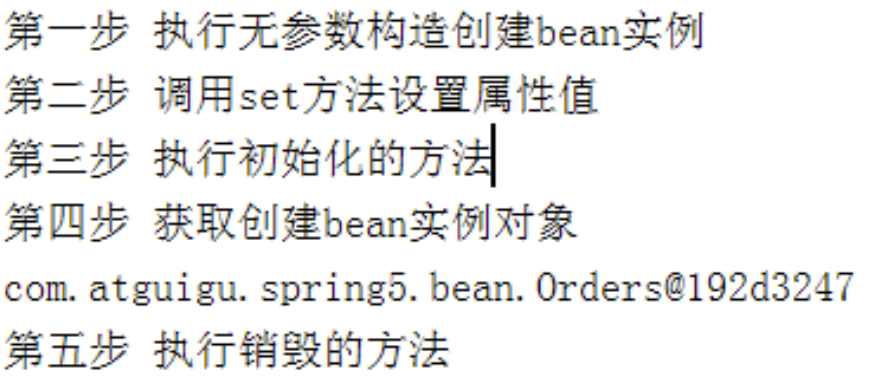 第一步 执行无参数构造创建bean实例
第二步 调用set方法设置属性值
第三步 执行初始化的方法
第四步 获取创建bean实例对象
com.atguigu.spring5.bean.Orders@192d3247
第五步 执行销毁的方法